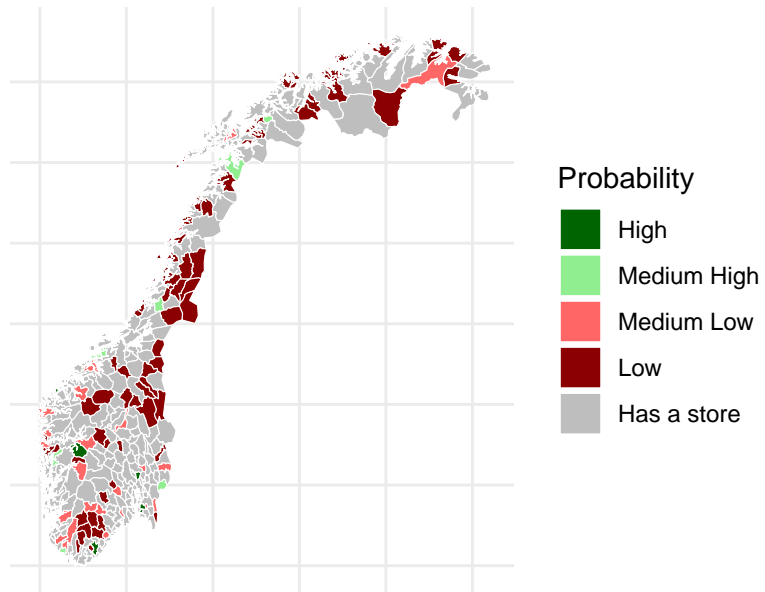 Probability
High
Medium High
Medium Low
Low
Has a store